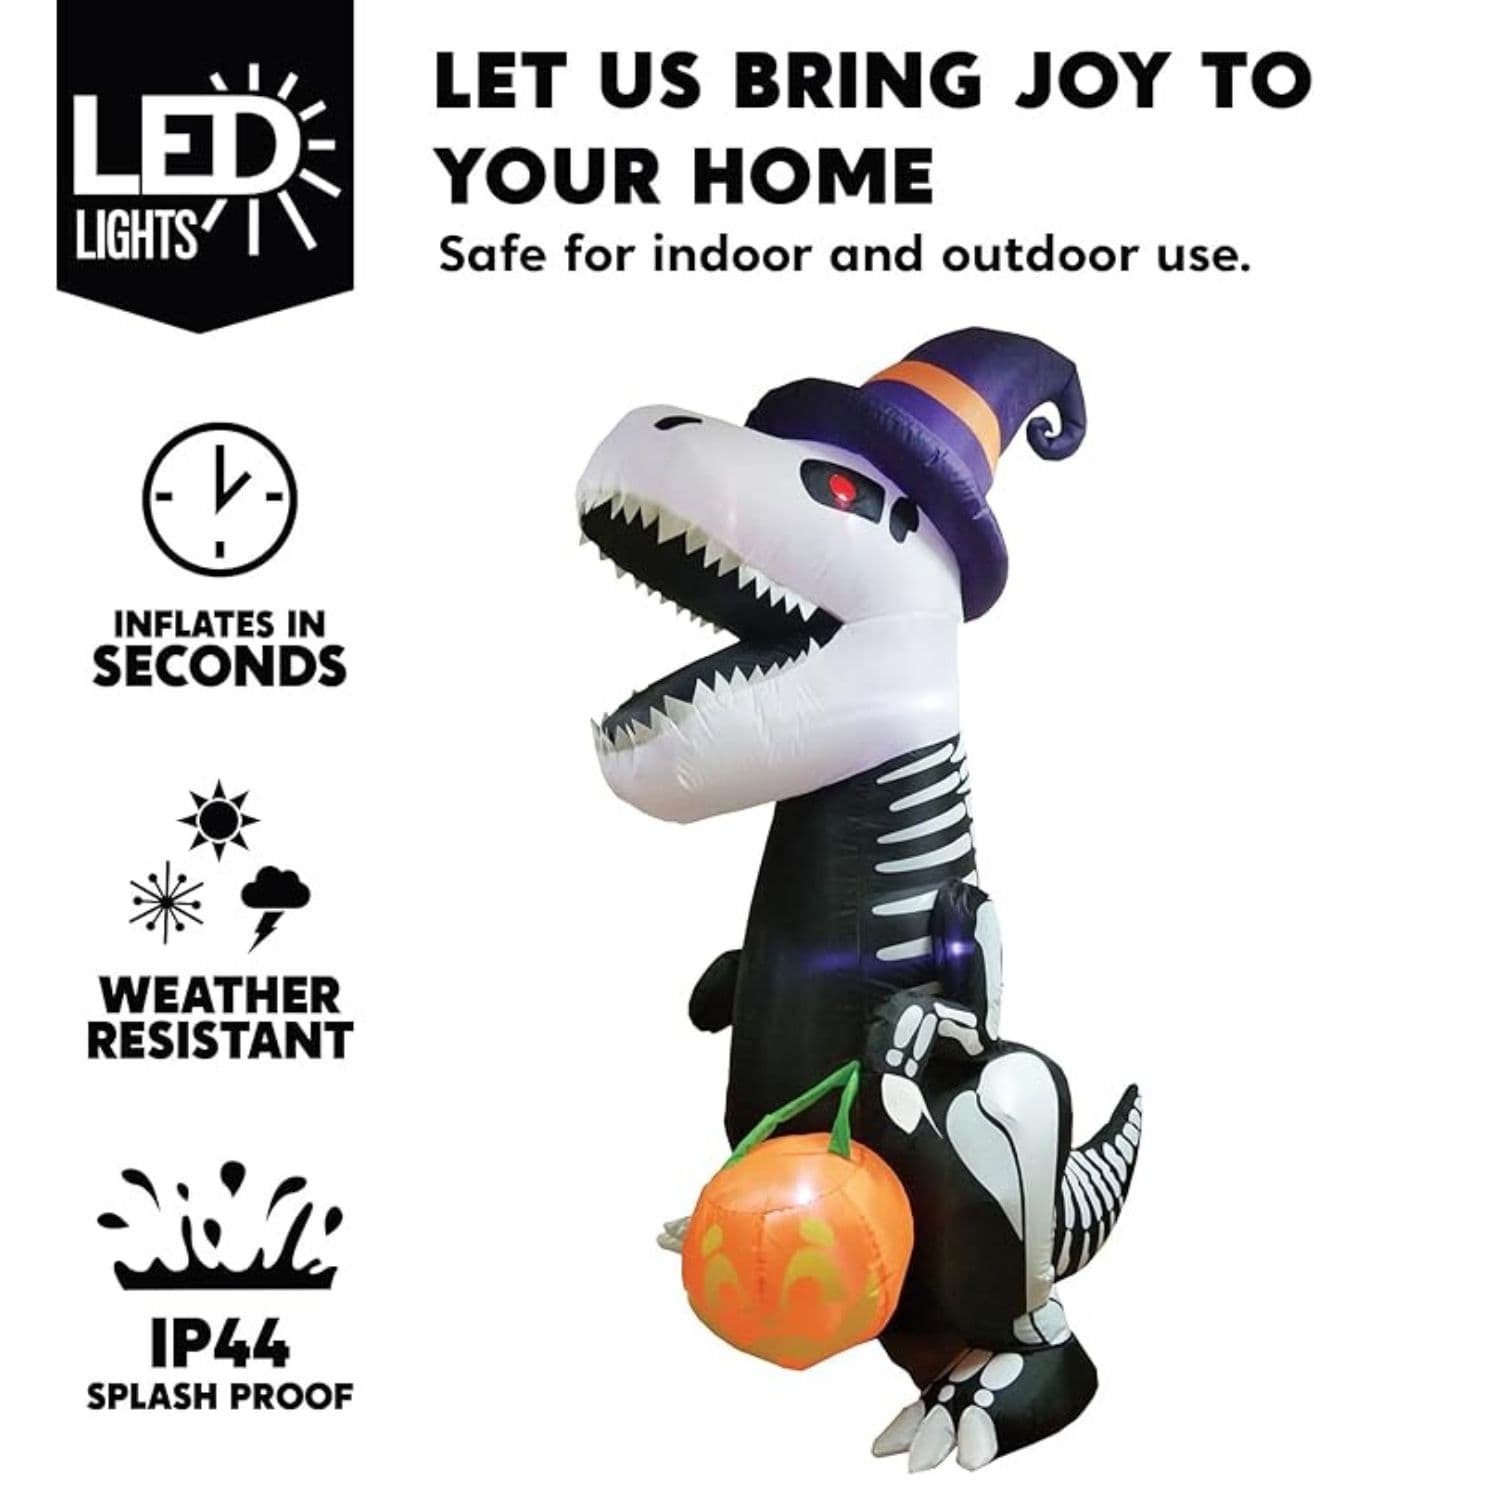 LED
LIGHTS
LET US BRING JOY TO
YOUR HOME
Safe for indoor and outdoor use.
INFLATES IN
SECONDS
WEATHER
RESISTANT
IP44
SPLASH PROOF